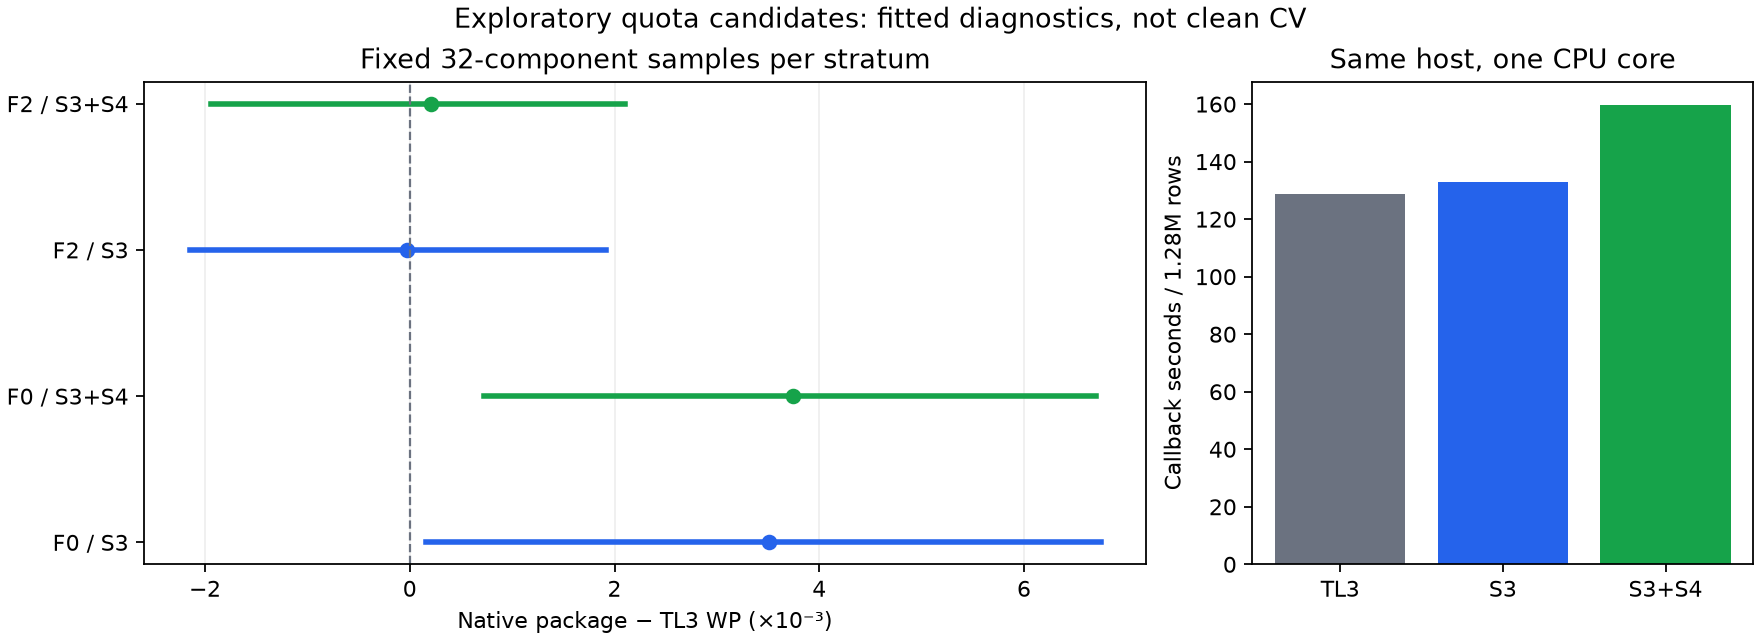 Exploratory quota candidates: fitted diagnostics, not clean CV
Fixed 32-component samples per stratum
F2 / S3+S4
F2 / S3
F0 / S3+S4
F0 / S3
−2
0
2
4
6
Native package − TL3 WP (×10⁻³)
Same host, one CPU core
Callback seconds / 1.28M rows
160
140
120
100
80
60
40
20
0
TL3
S3
S3+S4